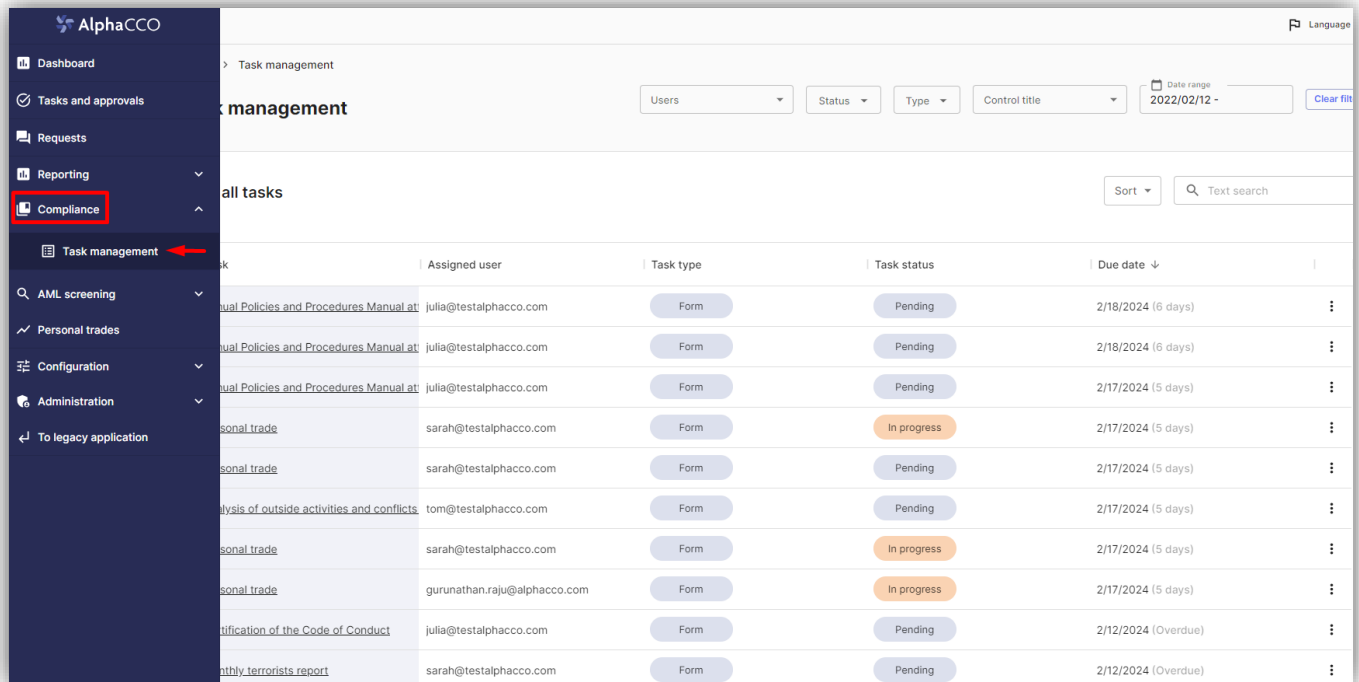 AlphaCCO
Language
Dashboard
> Task management
Tasks and approvals
k management
Users
Status
Type
Control title
Date range
2022/02/12 -
Clear filt
Requests
Reporting
all tasks
Sort
Text search
Compliance
Task management
sk
Assigned user
Task type
Task status
Due date
AML screening
Personal trades
Configuration
Administration
To legacy application
nual Policies and Procedures Manual att julia@testalphacco.com Form Pending 2/18/2024 (6 days)
nual Policies and Procedures Manual att julia@testalphacco.com Form Pending 2/18/2024 (6 days)
nual Policies and Procedures Manual att julia@testalphacco.com Form Pending 2/17/2024 (5 days)
sonal trade sarah@testalphacco.com Form In progress 2/17/2024 (5 days)
sonal trade sarah@testalphacco.com Form Pending 2/17/2024 (5 days)
lysis of outside activities and conflicts tom@testalphacco.com Form Pending 2/17/2024 (5 days)
sonal trade sarah@testalphacco.com Form In progress 2/17/2024 (5 days)
sonal trade gurunathan.raju@alphacco.com Form In progress 2/17/2024 (5 days)
tification of the Code of Conduct julia@testalphacco.com Form Pending 2/12/2024 (Overdue)
nthly terrorists report sarah@testalphacco.com Form Pending 2/12/2024 (Overdue)